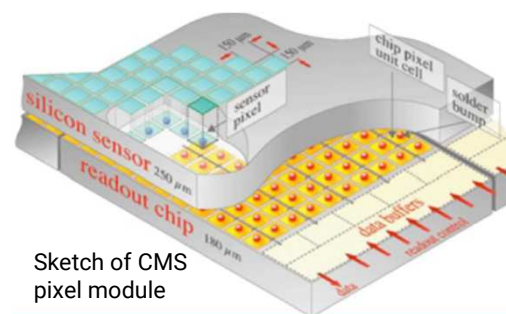 150 µm
150 µm
chip pixel
unit cell
solder
bump
sensor
pixel
silicon sensor
250 µm
readout chip
180 µm
data buffers
readout control
data
Sketch of CMS
pixel module